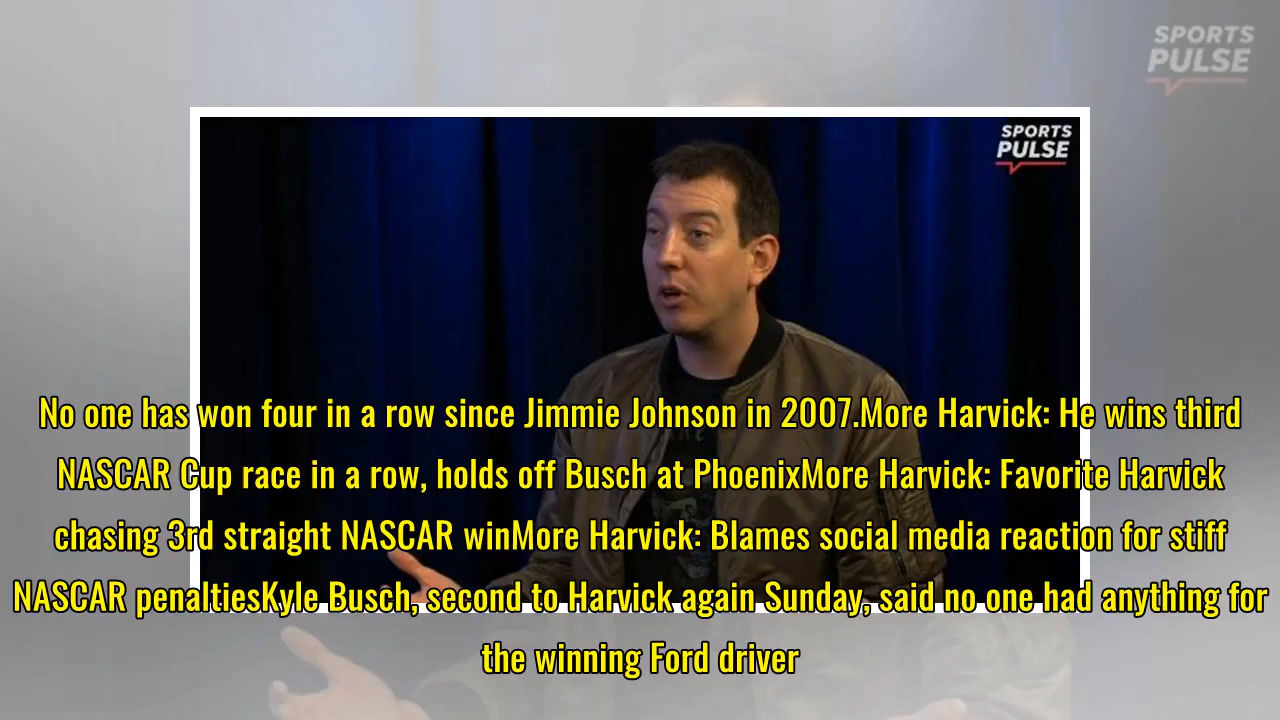 SPORTS
PULSE
SPORTS
PULSE
No one has won four in a row since Jimmie Johnson in 2007.More Harvick: He wins third
NASCAR Cup race in a row, holds off Busch at PhoenixMore Harvick: Favorite Harvick
chasing 3rd straight NASCAR winMore Harvick: Blames social media reaction for stiff
NASCAR penaltiesKyle Busch, second to Harvick again Sunday, said no one had anything for
the winning Ford driver